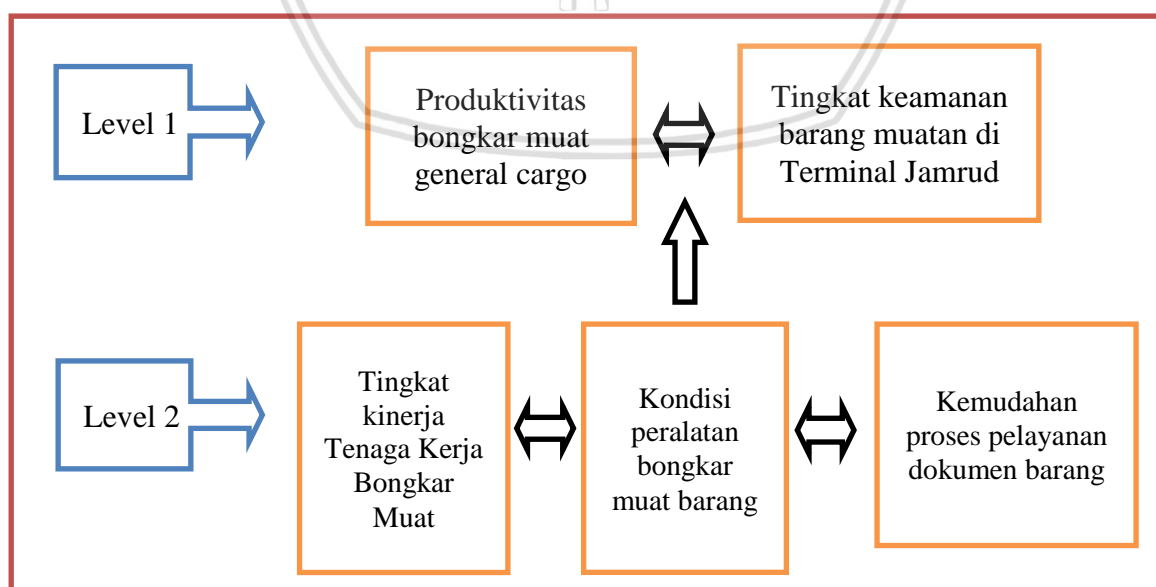 Level 1
Produktivitas
bongkar muat
general cargo
Tingkat keamanan
barang muatan di
Terminal Jamrud
Level 2
Tingkat
kinerja
Tenaga Kerja
Bongkar
Muat
Kondisi
peralatan
bongkar
muat barang
Kemudahan
proses pelayanan
dokumen barang